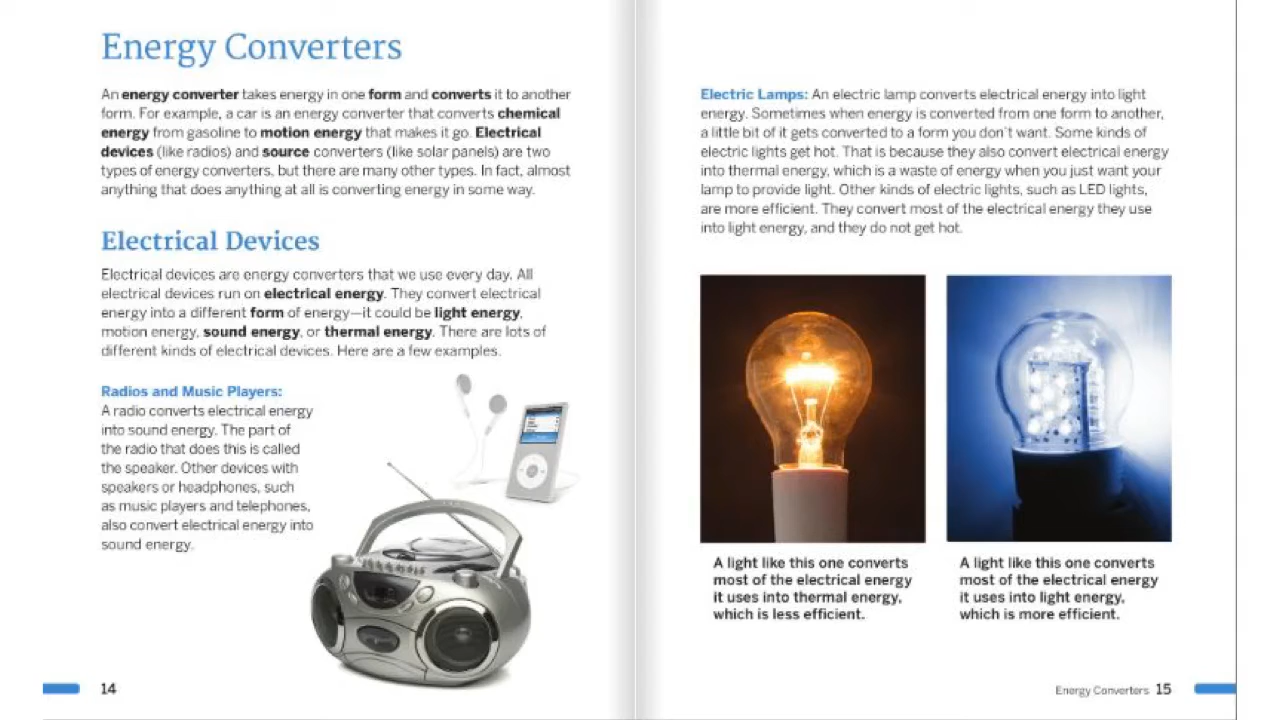 Energy Converters
An energy converter takes energy in one form and converts it to another
form. For example, a car is an energy converter that converts chemical
energy from gasoline to motion energy that makes it go. Electrical
devices (like radios) and source converters (like solar panels) are two
types of energy converters, but there are many other types. In fact, almost
anything that does anything at all is converting energy in some way.
Electrical Devices
Electrical devices are energy converters that we use every day. All
electrical devices run on electrical energy. They convert electrical
energy into a different form of energy—it could be light energy,
motion energy, sound energy, or thermal energy. There are lots of
different kinds of electrical devices. Here are a few examples.
Radios and Music Players:
A radio converts electrical energy
into sound energy. The part of
the radio that does this is called
the speaker. Other devices with
speakers or headphones, such
as music players and telephones,
also convert electrical energy into
sound energy.
14
Electric Lamps: An electric lamp converts electrical energy into light
energy. Sometimes when energy is converted from one form to another,
a little bit of it gets converted to a form you don't want. Some kinds of
electric lights get hot. That is because they also convert electrical energy
into thermal energy, which is a waste of energy when you just want your
lamp to provide light. Other kinds of electric lights, such as LED lights,
are more efficient. They convert most of the electrical energy they use
into light energy, and they do not get hot.
A light like this one converts
most of the electrical energy
it uses into thermal energy,
which is less efficient.
A light like this one converts
most of the electrical energy
it uses into light energy,
which is more efficient.
Energy Converters 15